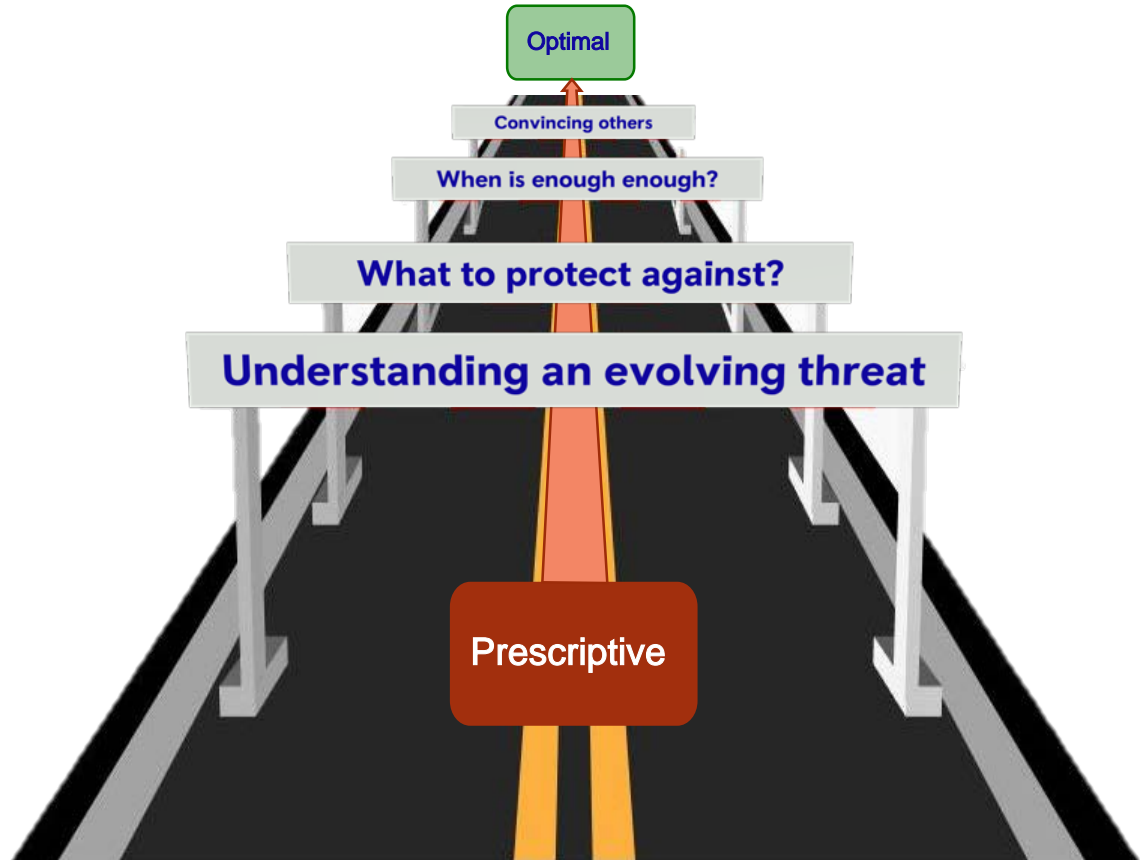 Optimal
Convincing others
When is enough enough?
What to protect against?
Understanding an evolving threat
Prescriptive